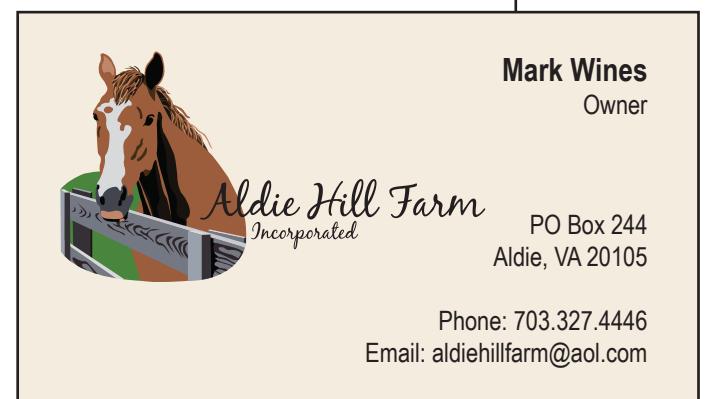 Mark Wines
Owner
Aldie Hill Farm
Incorporated
PO Box 244
Aldie, VA 20105
Phone: 703.327.4446
Email: aldiehillfarm@aol.com